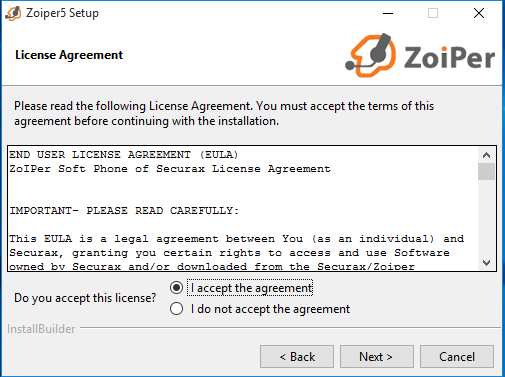 Zoiper5 Setup
License Agreement
ZoiPer
Please read the following License Agreement. You must accept the terms of this
agreement before continuing with the installation.
END USER LICENSE AGREEMENT (EULA)
ZoIPer Soft Phone of Securax License Agreement
IMPORTANT- PLEASE READ CAREFULLY:
This EULA is a legal agreement between You (as an individual) and
Securax, granting you certain rights to access and use Software
owned by Securax and/or downloaded from the Securax/Zoiper
Do you accept this license?
I accept the agreement
I do not accept the agreement
InstallBuilder
< Back
Next >
Cancel